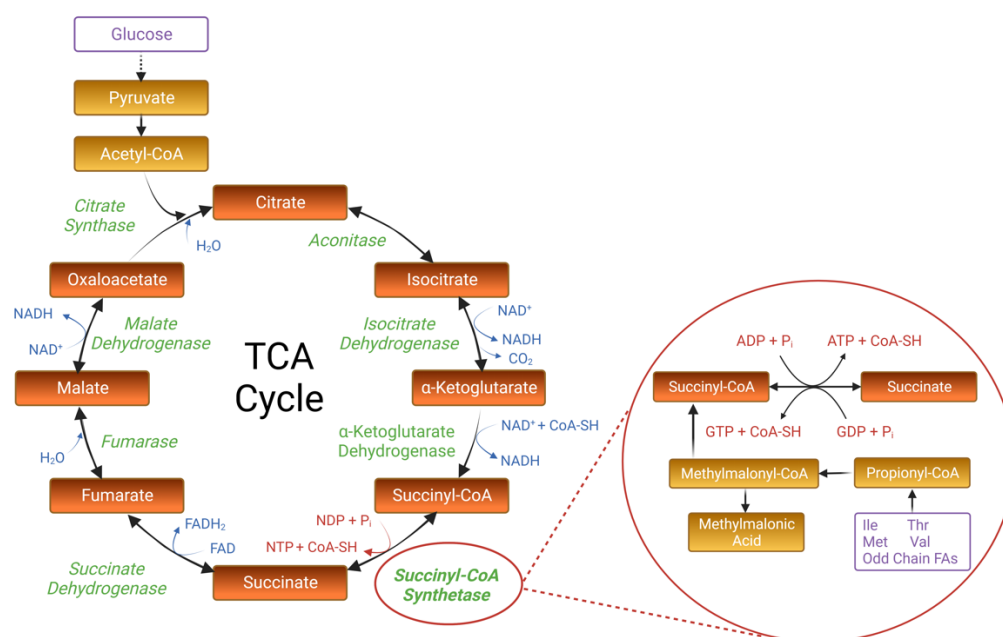 Glucose
Pyruvate
Acetyl-CoA
Citrate
Synthase
H₂O
Citrate
Aconitase
Oxaloacetate
Isocitrate
NADH
NAD⁺
Malate
Dehydrogenase
Isocitrate
Dehydrogenase
NAD⁺
NADH
CO₂
TCA
Cycle
Malate
α-Ketoglutarate
Fumarase
H₂O
α-Ketoglutarate
Dehydrogenase
NAD⁺ + CoA-SH
NADH
Fumarate
Succinyl-CoA
FADH₂
FAD
NDP + Pᵢ
NTP + CoA-SH
Succinate
Dehydrogenase
Succinate
Succinyl-CoA
Synthetase
ADP + Pᵢ
ATP + CoA-SH
Succinyl-CoA
Succinate
GTP + CoA-SH
GDP + Pᵢ
Methylmalonyl-CoA
Propionyl-CoA
Methylmalonic
Acid
Ile Thr
Met Val
Odd Chain FAs